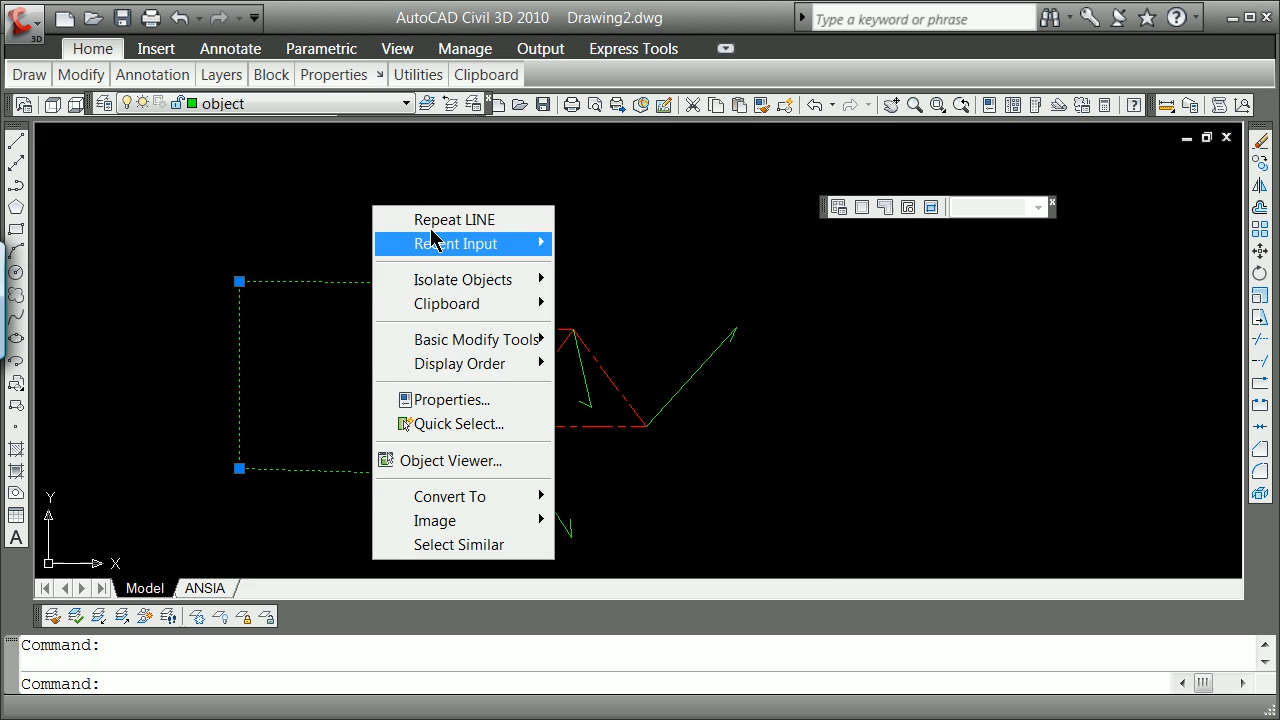 AutoCAD Civil 3D 2010 Drawing2.dwg
Type a keyword or phrase
3D
Home Insert Annotate Parametric View Manage Output Express Tools
Draw Modify Annotation Layers Block Properties Utilities Clipboard
object
Repeat LINE
Recent Input
Isolate Objects
Clipboard
Basic Modify Tools
Display Order
Properties...
Quick Select...
Object Viewer...
Convert To
Image
Select Similar
Y
X
A
Model ANSIA
Command:
Command: